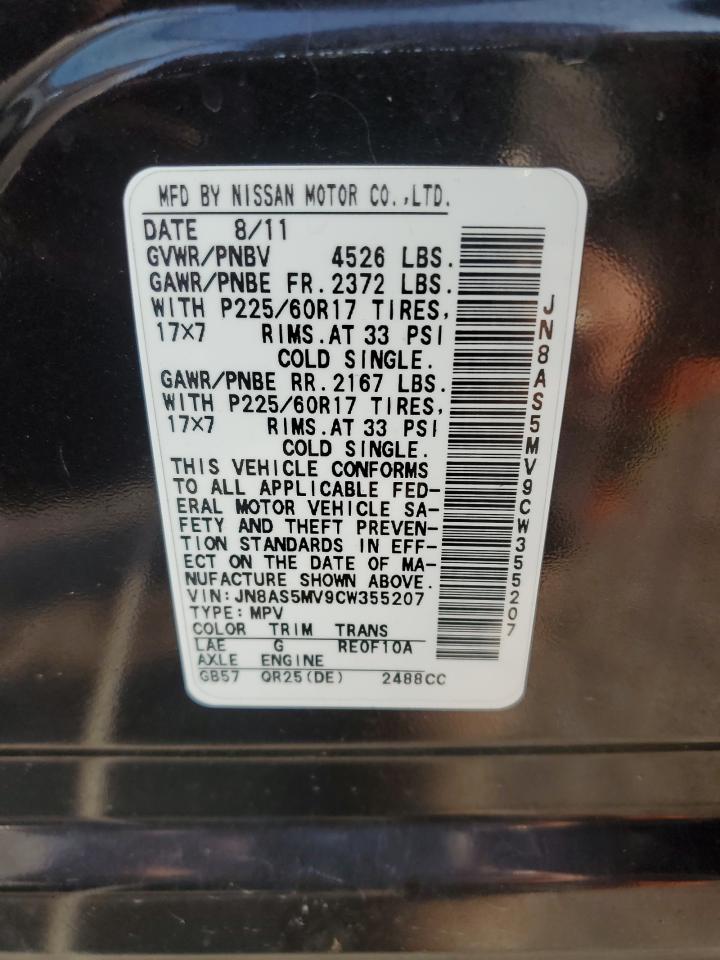 MFD BY NISSAN MOTOR CO.,LTD.
DATE 8/11
GVWR/PNBV 4526 LBS.
GAWR/PNBE FR.2372 LBS.
WITH P225/60R17 TIRES,
17×7 RIMS.AT 33 PSI
COLD SINGLE.
GAWR/PNBE RR.2167 LBS.
WITH P225/60R17 TIRES,
17×7 RIMS.AT 33 PSI
COLD SINGLE.
THIS VEHICLE CONFORMS
TO ALL APPLICABLE FED-
ERAL MOTOR VEHICLE SA-
FETY AND THEFT PREVEN-
TION STANDARDS IN EFF-
ECT ON THE DATE OF MA-
NUFACTURE SHOWN ABOVE.
VIN:JN8AS5MV9CW355207
TYPE:MPV
COLOR TRIM TRANS
LAE G RE0F10A
AXLE ENGINE
GB57 QR25(DE) 2488CC
JN8AS5MV9CW355207